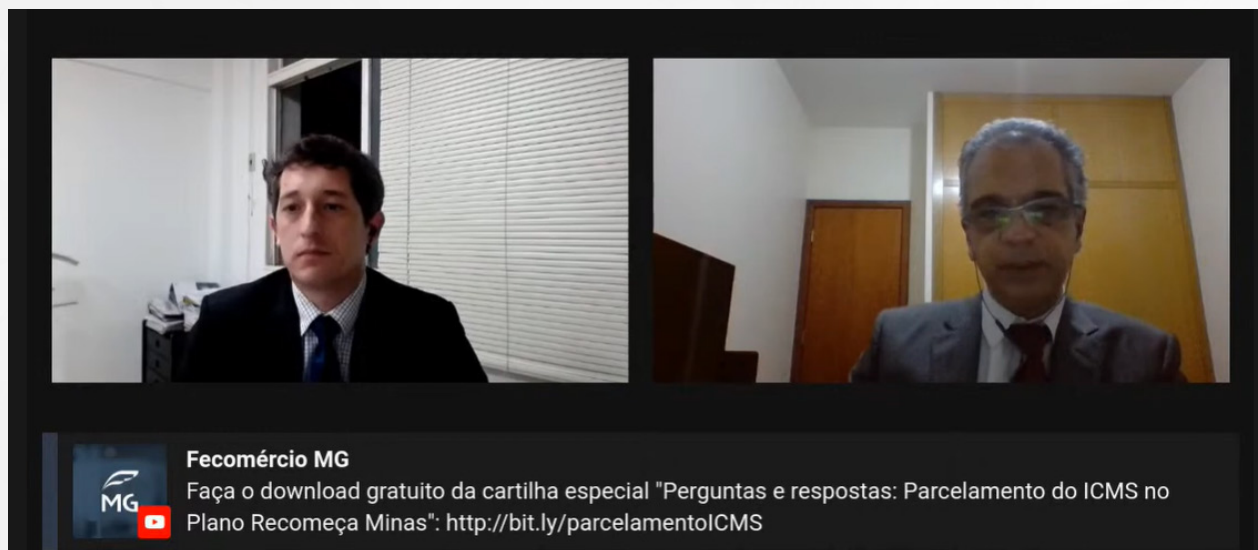 Fecomércio MG
MG
Faça o download gratuito da cartilha especial "Perguntas e respostas: Parcelamento do ICMS no
Plano Recomeça Minas": http://bit.ly/parcelamentoICMS